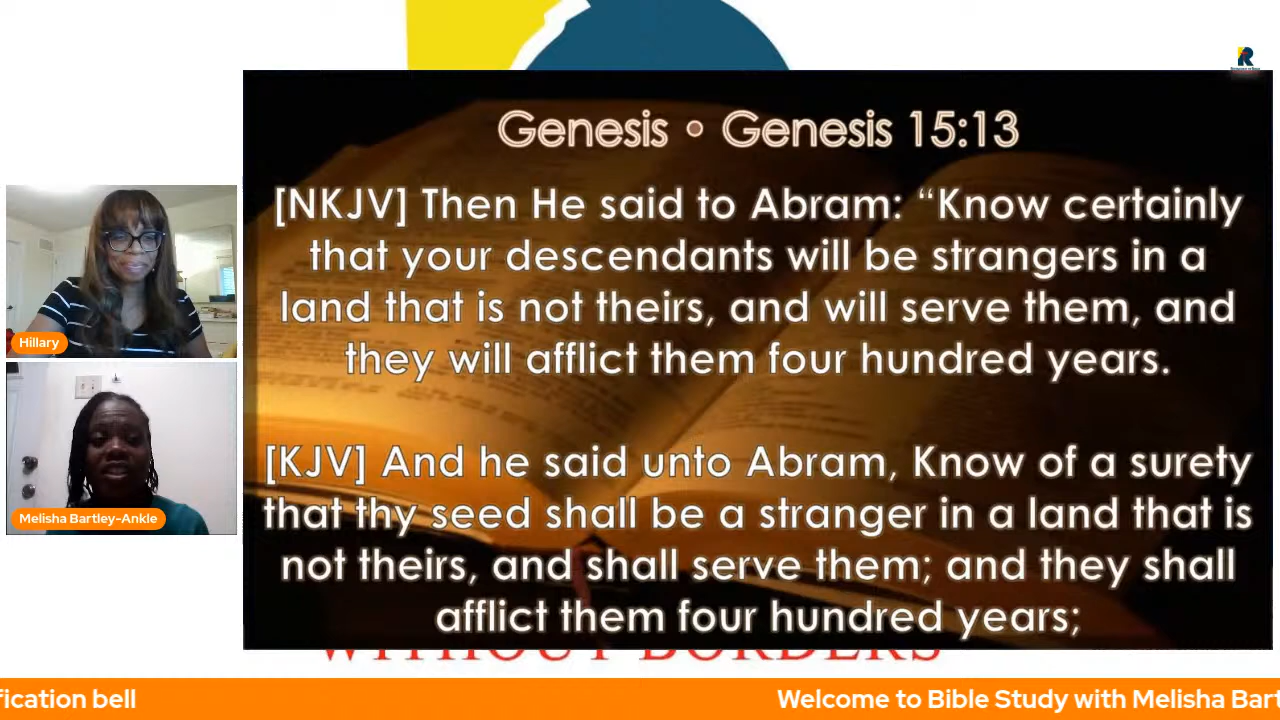 Genesis • Genesis 15:13
[NKJV] Then He said to Abram: “Know certainly
that your descendants will be strangers in a
land that is not theirs, and will serve them, and
they will afflict them four hundred years.
[KJV] And he said unto Abram, Know of a surety
that thy seed shall be a stranger in a land that is
not theirs, and shall serve them; and they shall
afflict them four hundred years;
Hillary
Melisha Bartley-Ankle
WITHOUT BORDERS
fication bell
Welcome to Bible Study with Melisha Bart